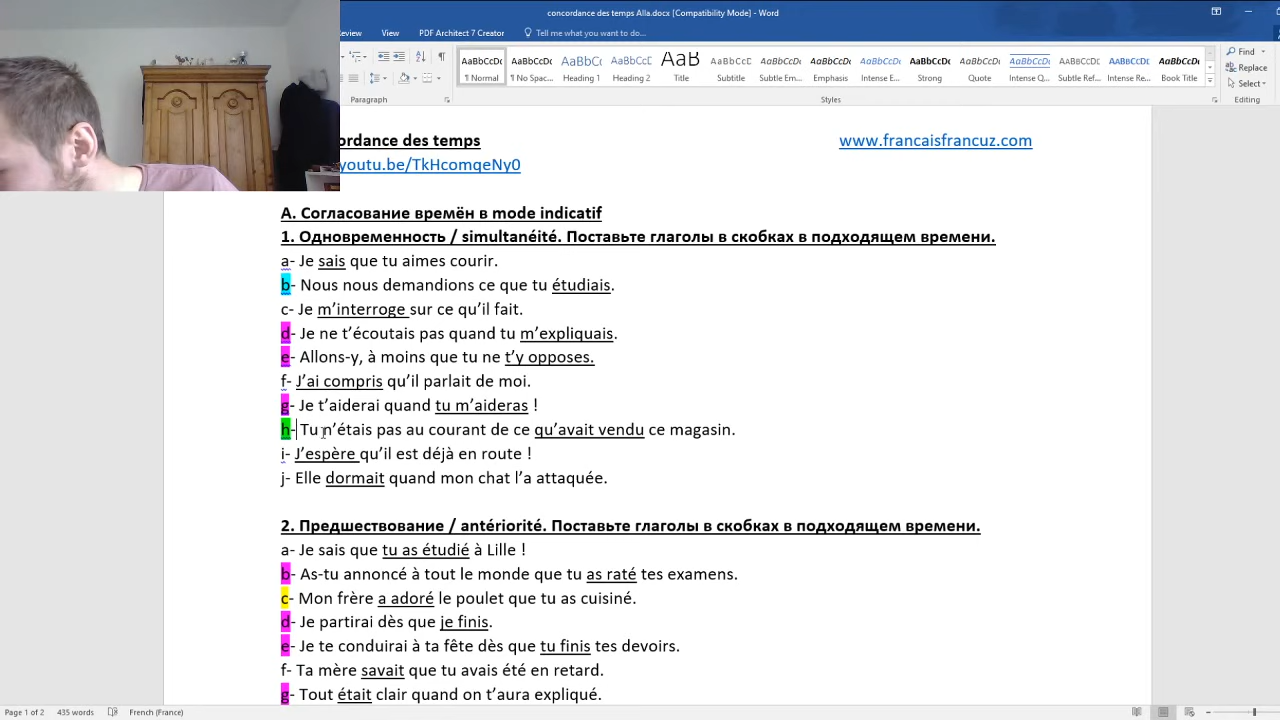 concordance des temps Alla.docx [Compatibility Mode] - Word
eview View PDF Architect 7 Creator Tell me what you want to do...
AaBbCcDc AaBbCcDc AaBbCc AaBbCcC AaB AaBbCcD AaBbCcDc AaBbCcDc AaBbCcDc AaBbCcDc AaBbCcDc AaBbCcDc AaBbCcDc AaBbCcDc AaBbCcDc
¶ Normal ¶ No Spac... Heading 1 Heading 2 Title Subtitle Subtle Em... Emphasis Intense E... Strong Quote Intense Q... Subtle Ref... Intense Re... Book Title
Find
Replace
Select
Paragraph Styles Editing
ordance des temps www.francaisfrancuz.com
youtu.be/TkHcomqeNy0
А. Согласование времён в mode indicatif
1. Одновременность / simultanéité. Поставьте глаголы в скобках в подходящем времени.
a- Je sais que tu aimes courir.
b- Nous nous demandions ce que tu étudiais.
c- Je m’interroge sur ce qu’il fait.
d- Je ne t’écoutais pas quand tu m’expliquais.
e- Allons-y, à moins que tu ne t’y opposes.
f- J’ai compris qu’il parlait de moi.
g- Je t’aiderai quand tu m’aideras !
h- Tu n’étais pas au courant de ce qu’avait vendu ce magasin.
i- J’espère qu’il est déjà en route !
j- Elle dormait quand mon chat l’a attaquée.
2. Предшествование / antériorité. Поставьте глаголы в скобках в подходящем времени.
a- Je sais que tu as étudié à Lille !
b- As-tu annoncé à tout le monde que tu as raté tes examens.
c- Mon frère a adoré le poulet que tu as cuisiné.
d- Je partirai dès que je finis.
e- Je te conduirai à ta fête dès que tu finis tes devoirs.
f- Ta mère savait que tu avais été en retard.
g- Tout était clair quand on t’aura expliqué.
Page 1 of 2 435 words French (France)